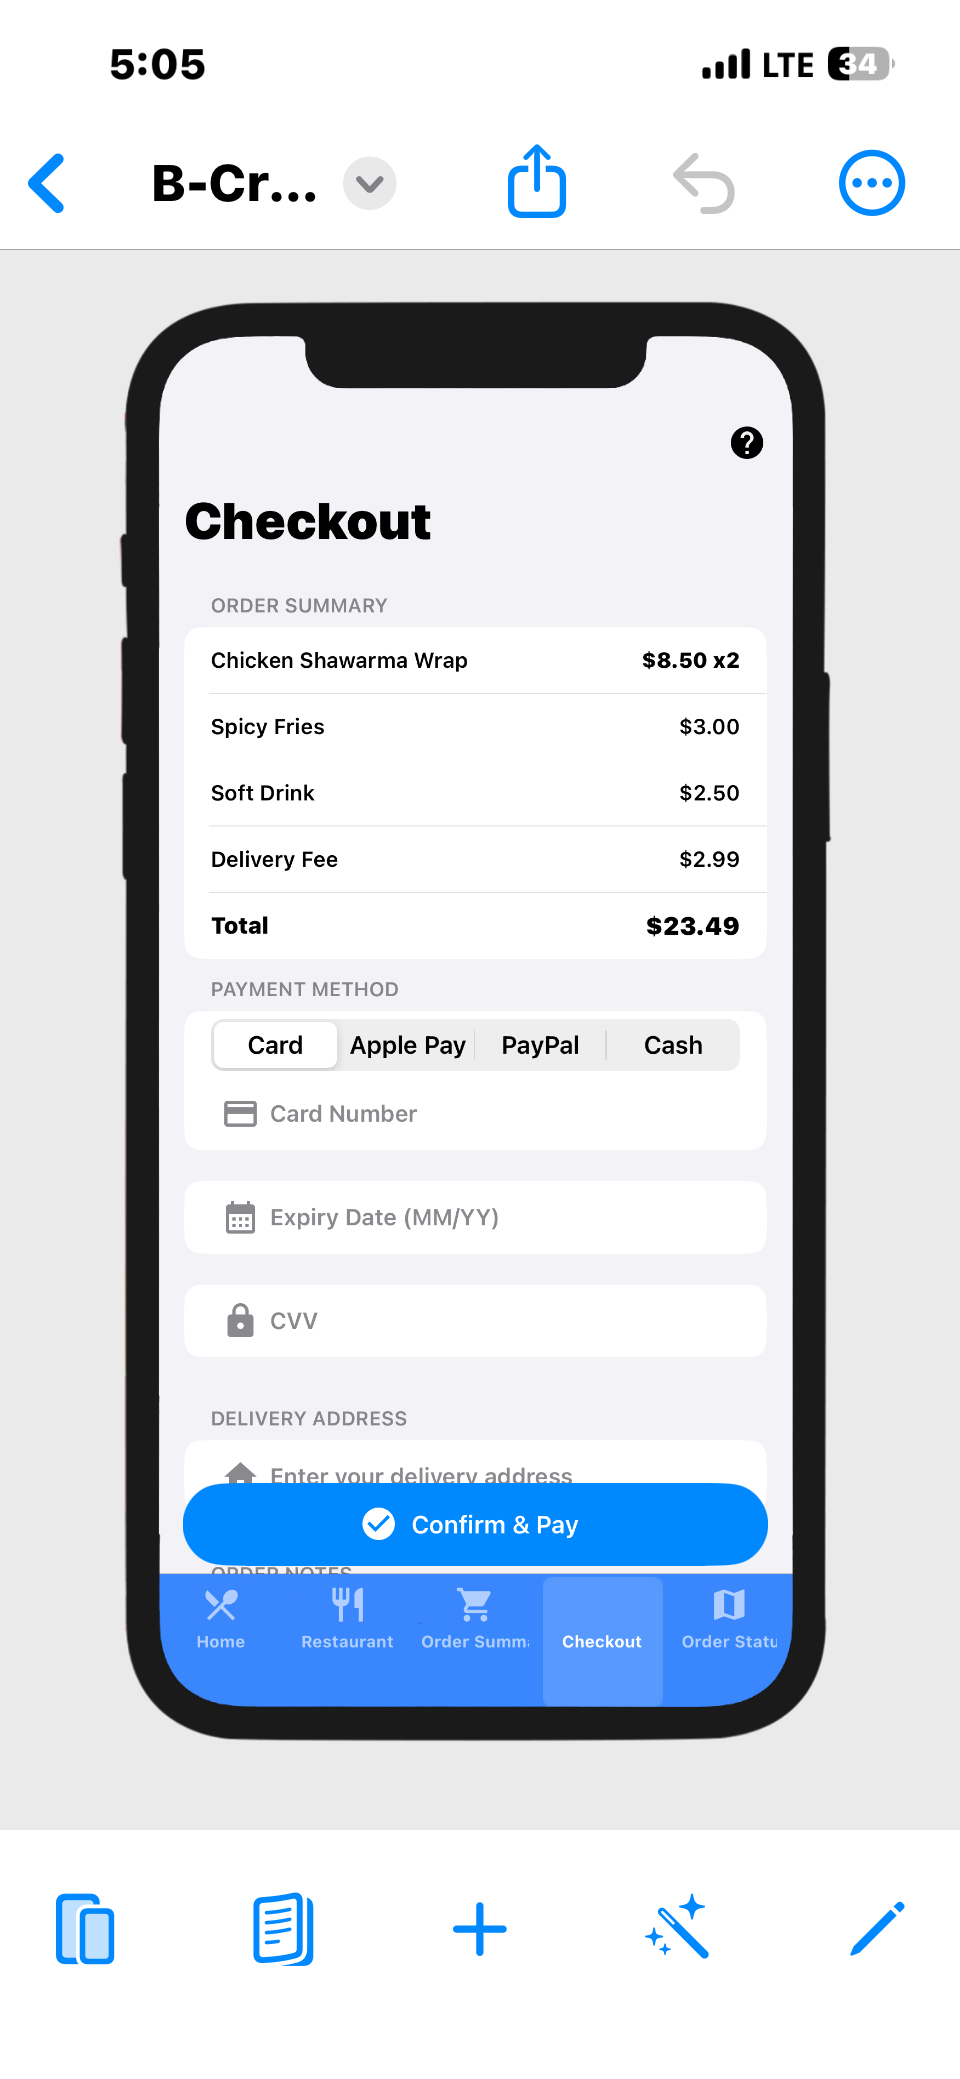 5:05 LTE 34
B-Cr...
Checkout
ORDER SUMMARY
Chicken Shawarma Wrap $8.50 x2
Spicy Fries $3.00
Soft Drink $2.50
Delivery Fee $2.99
Total $23.49
PAYMENT METHOD
Card Apple Pay PayPal Cash
Card Number
Expiry Date (MM/YY)
CVV
DELIVERY ADDRESS
Enter your delivery address
Confirm & Pay
ORDER NOTES
Home Restaurant Order Summ Checkout Order Statu